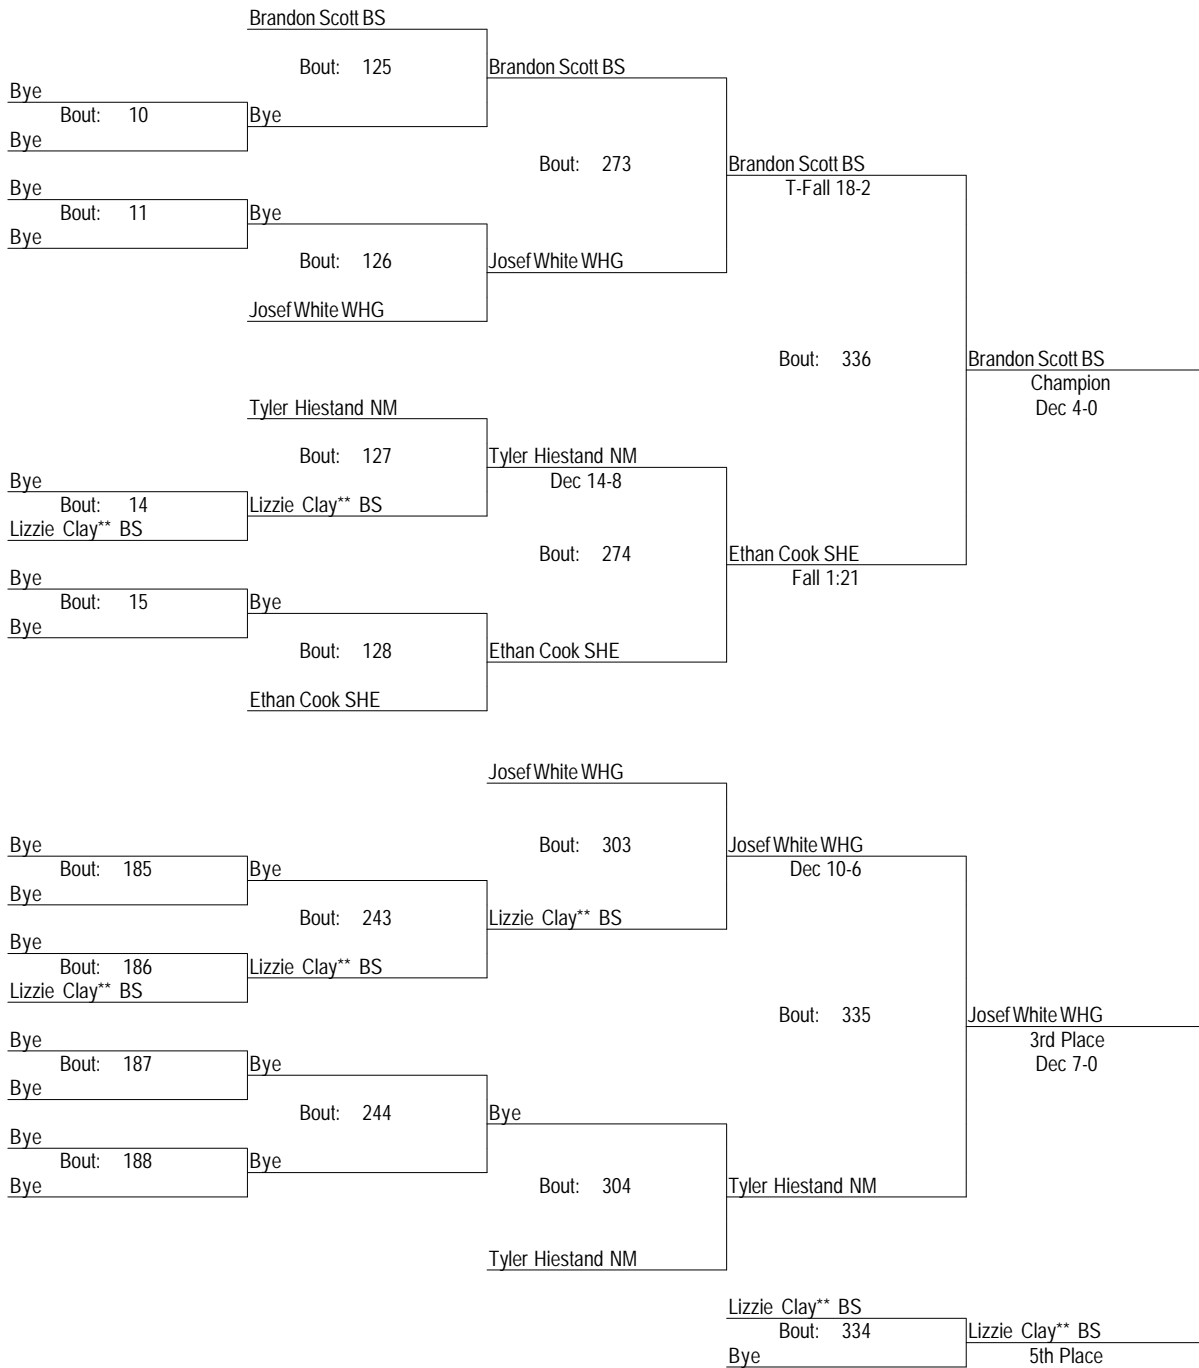 Brandon Scott BS
Bout: 125
Brandon Scott BS
Bye
Bout: 10
Bye
Bye
Bout: 273
Brandon Scott BS
T-Fall 18-2
Bye
Bout: 11
Bye
Bye
Bout: 126
Josef White WHG
Josef White WHG
Bout: 336
Brandon Scott BS
Champion
Dec 4-0
Tyler Hiestand NM
Bout: 127
Tyler Hiestand NM
Dec 14-8
Bye
Bout: 14
Lizzie Clay** BS
Lizzie Clay** BS
Bout: 274
Ethan Cook SHE
Fall 1:21
Bye
Bout: 15
Bye
Bye
Bout: 128
Ethan Cook SHE
Ethan Cook SHE
Josef White WHG
Bout: 303
Josef White WHG
Dec 10-6
Bye
Bout: 185
Bye
Bye
Bout: 243
Lizzie Clay** BS
Bye
Bout: 186
Lizzie Clay** BS
Lizzie Clay** BS
Bout: 335
Josef White WHG
3rd Place
Dec 7-0
Bye
Bout: 187
Bye
Bye
Bout: 244
Bye
Bye
Bout: 188
Bye
Bye
Bout: 304
Tyler Hiestand NM
Tyler Hiestand NM
Lizzie Clay** BS
Bout: 334
Lizzie Clay** BS
Bye
5th Place